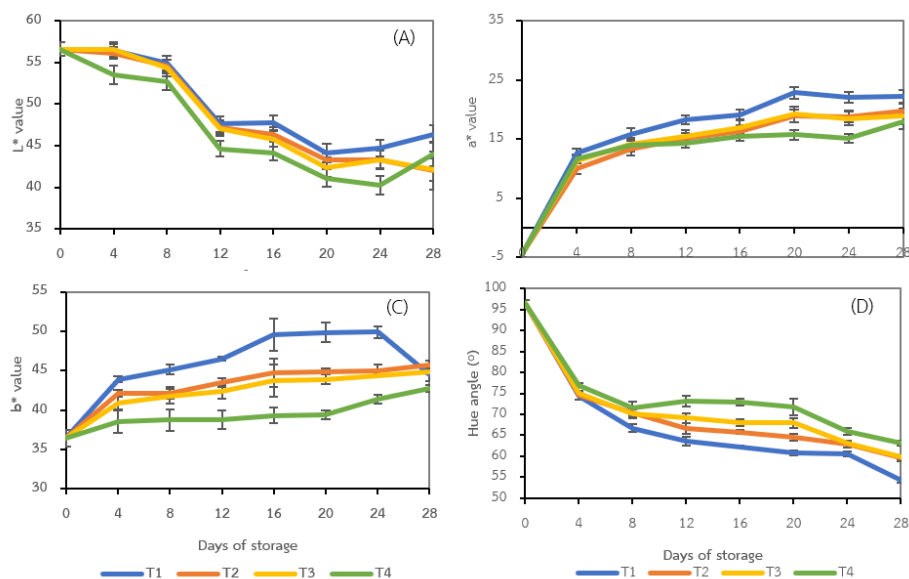 60
55
50
45
40
35
L* value
(A)
0 4 8 12 16 20 24 28
35
25
15
5
-5
a* value
0 4 8 12 16 20 24 28
55
50
45
40
35
30
b* value
(C)
0 4 8 12 16 20 24 28
Days of storage
T1 T2 T3 T4
100
95
90
85
80
75
70
65
60
55
50
Hue angle (º)
(D)
0 4 8 12 16 20 24 28
Days of storage
T1 T2 T3 T4